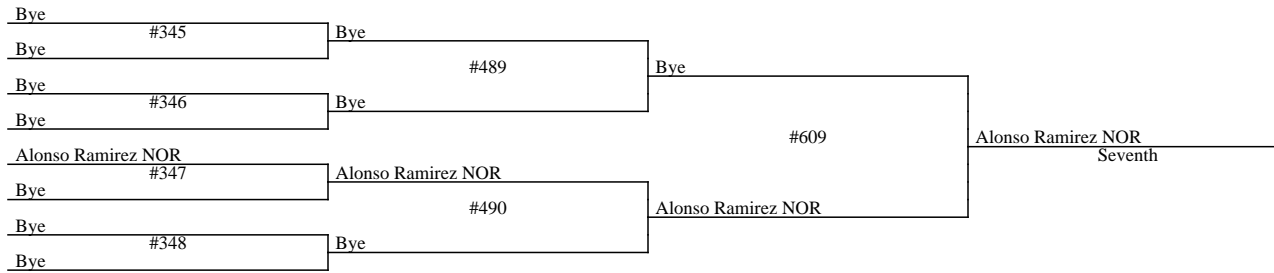 Bye
#345
Bye
Bye
#489
Bye
#346
Bye
Bye
Bye
#609
Alonso Ramirez NOR
Seventh
Alonso Ramirez NOR
#347
Bye
Alonso Ramirez NOR
#490
Alonso Ramirez NOR
Bye
#348
Bye
Bye